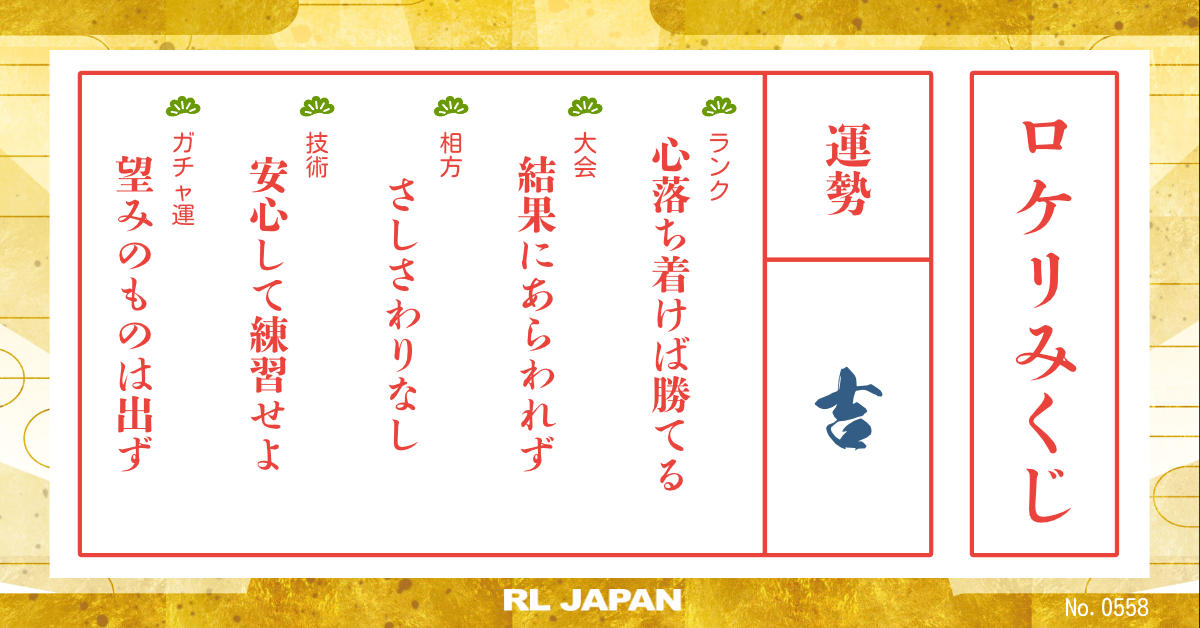 ロケリみくじ
運勢
吉
ランク
心落ち着けば勝てる
大会
結果にあらわれず
相方
さしさわりなし
技術
安心して練習せよ
ガチャ運
望みのものは出ず
RL JAPAN
No. 0558